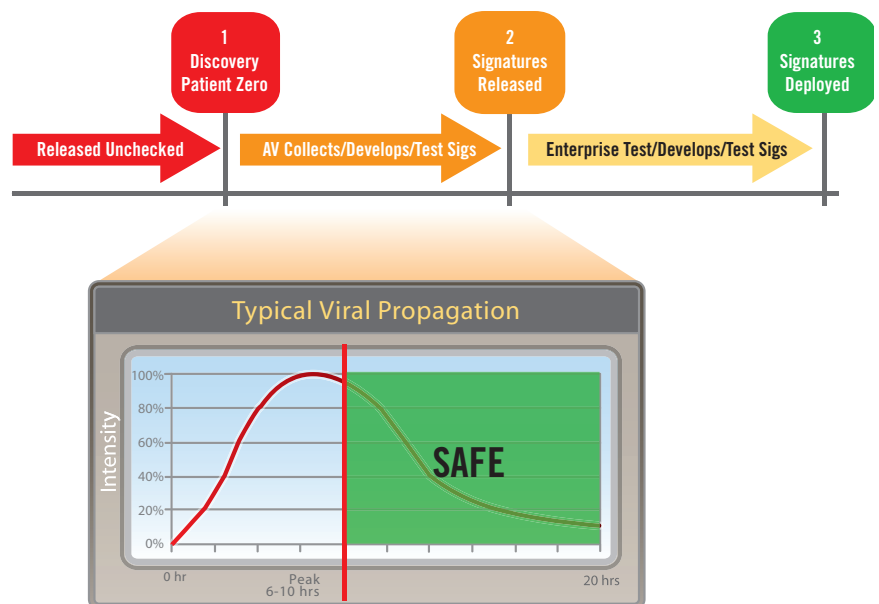 1
Discovery
Patient Zero
2
Signatures
Released
3
Signatures
Deployed
Released Unchecked
AV Collects/Develops/Test Sigs
Enterprise Test/Develops/Test Sigs
Typical Viral Propagation
Intensity
100%
80%
60%
40%
20%
0%
SAFE
0 hr
Peak
6-10 hrs
20 hrs